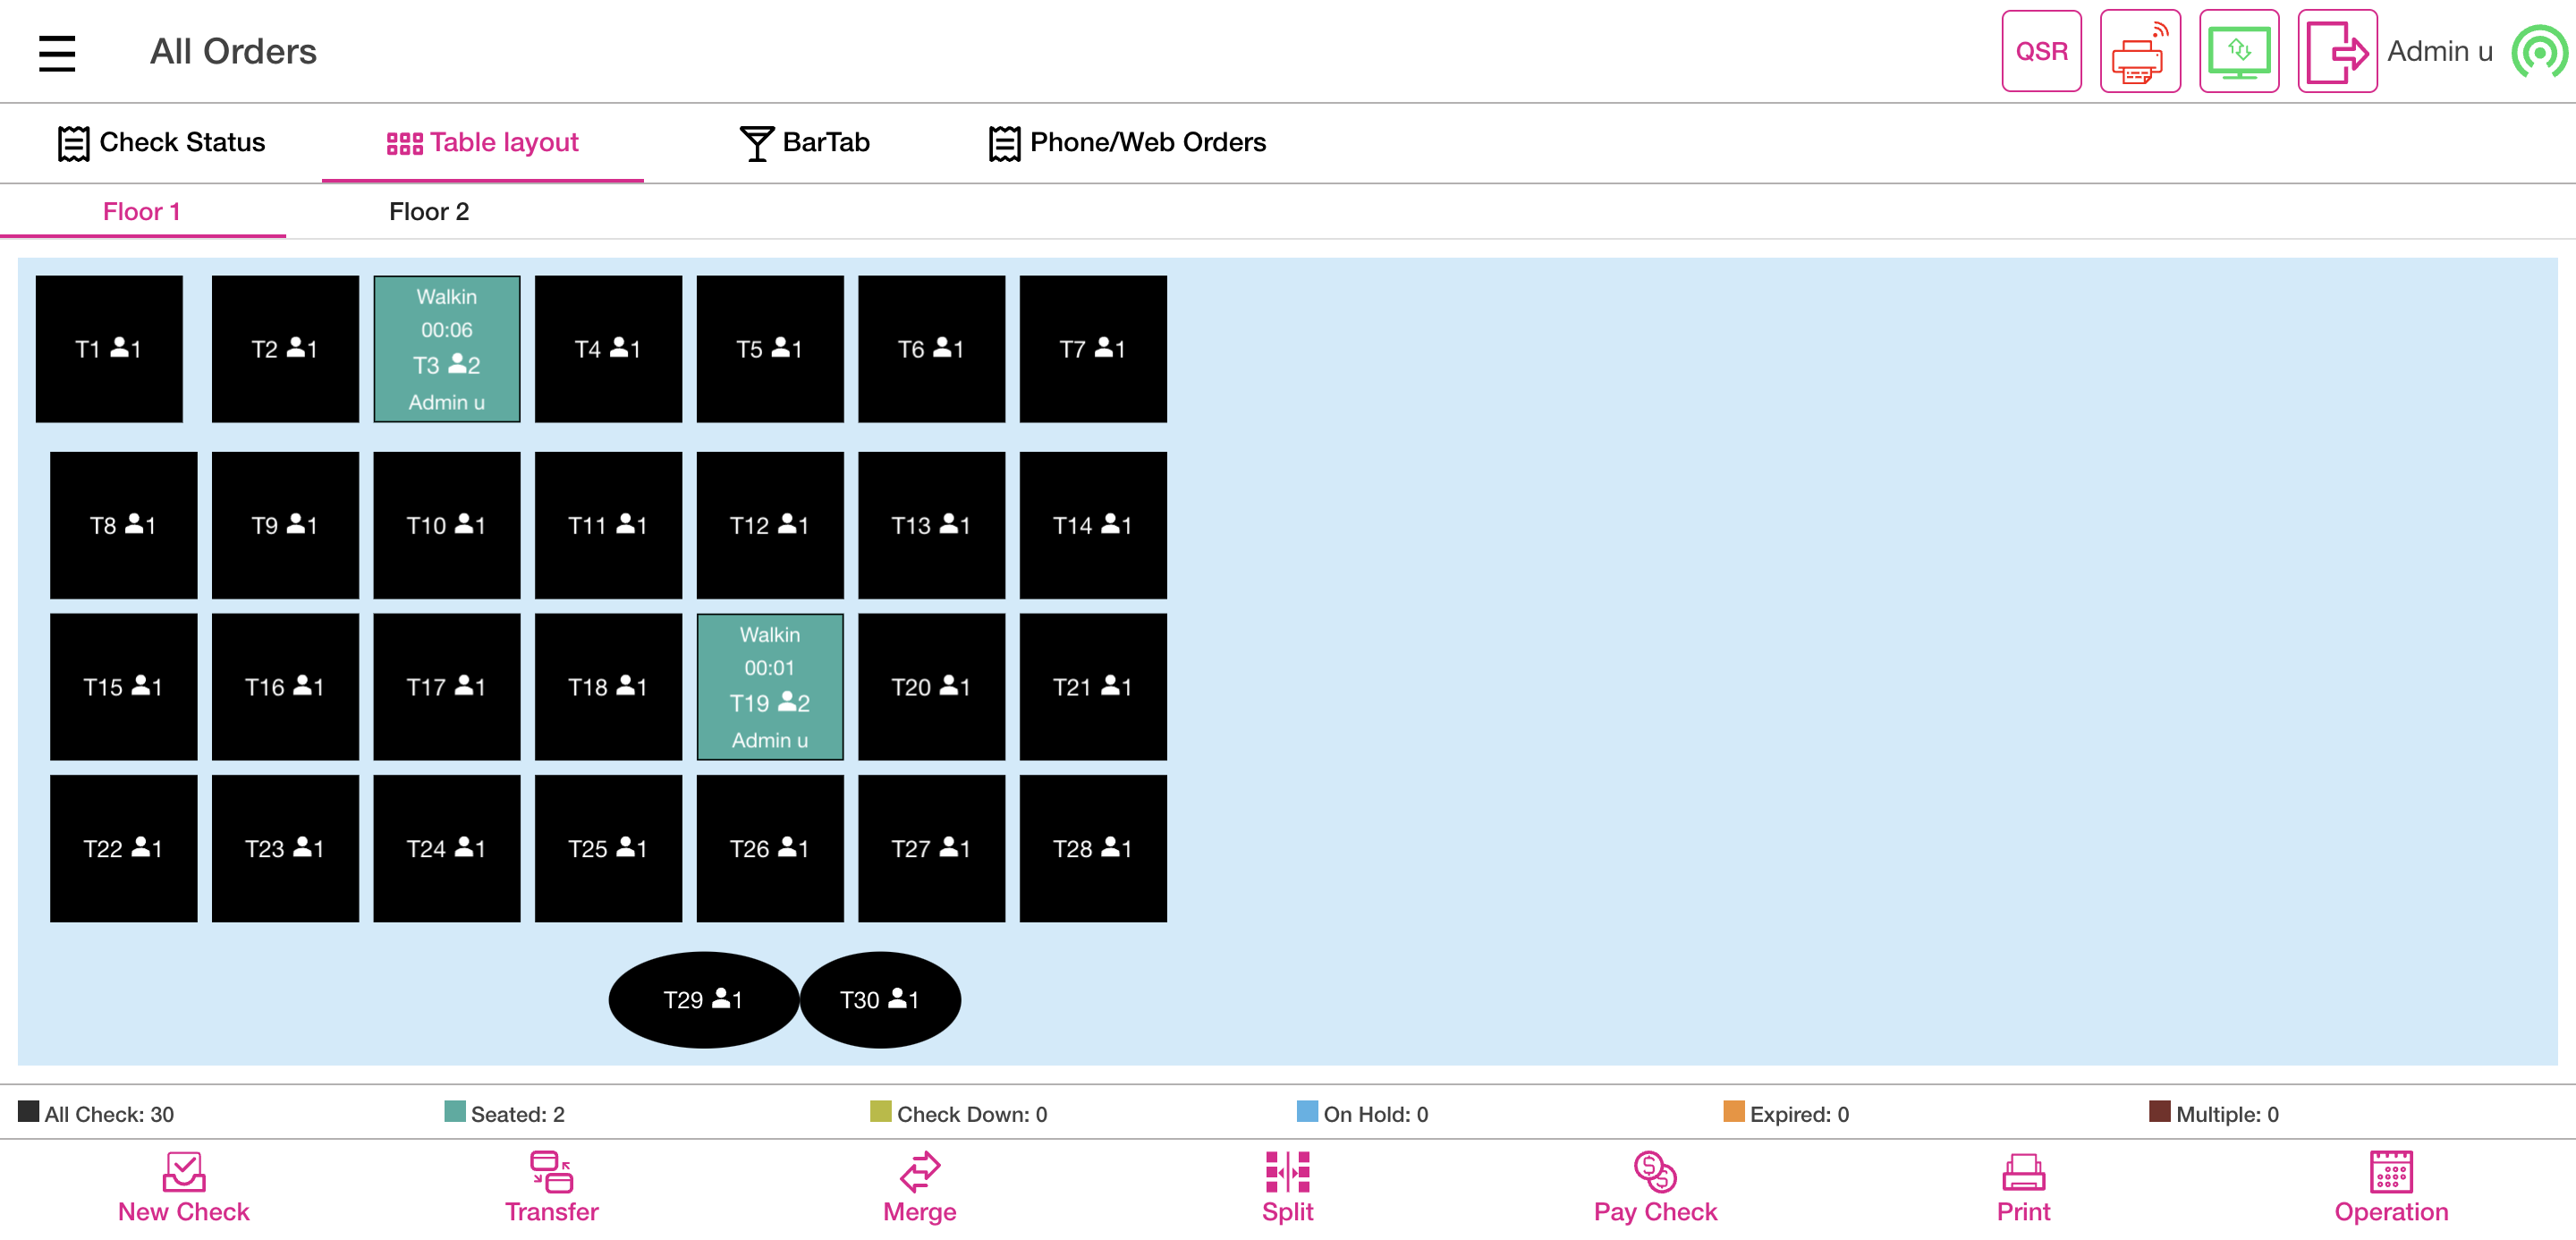 All Orders
QSR
Admin u
Check Status
Table layout
BarTab
Phone/Web Orders
Floor 1
Floor 2
T1 1
T2 1
Walkin
00:06
T3 2
Admin u
T4 1
T5 1
T6 1
T7 1
T8 1
T9 1
T10 1
T11 1
T12 1
T13 1
T14 1
T15 1
T16 1
T17 1
T18 1
Walkin
00:01
T19 2
Admin u
T20 1
T21 1
T22 1
T23 1
T24 1
T25 1
T26 1
T27 1
T28 1
T29 1
T30 1
All Check: 30
Seated: 2
Check Down: 0
On Hold: 0
Expired: 0
Multiple: 0
New Check
Transfer
Merge
Split
Pay Check
Print
Operation